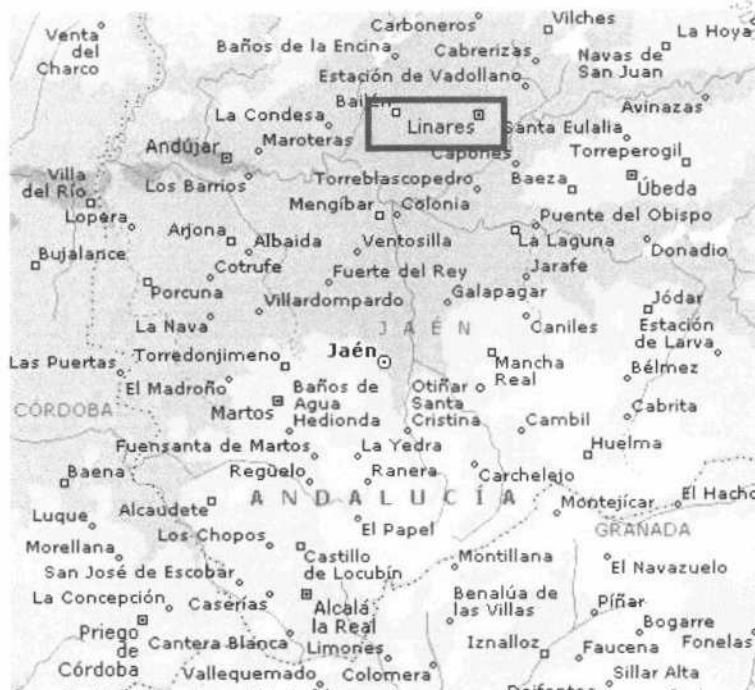 Carboneros
Vilches
La Hoya
Venta
del
Charco
Baños de la Encina
Cabrerizas
Navas de
San Juan
Estación de Vadollano
Bailén
La Condesa
Linares
Avinazas
Santa Eulalia
Andújar
Maroteras
Capones
Torreperogil
Villa
del Río
Los Barrios
Torreblascopedro
Baeza
Úbeda
Lopera
Mengíbar
Colonia
Puente del Obispo
Arjona
Albaida
Ventosilla
La Laguna
Donadio
Bujalance
Cotrufe
Fuerte del Rey
Jarafe
Porcuna
Villardompardo
Galapagar
Jódar
La Nava
JAÉN
Caniles
Estación
de Larva
Las Puertas
Torredonjimeno
Jaén
Mancha
Real
Bélmez
El Madroño
Baños de
Agua
Hedionda
Otiñar
Santa
Cristina
CÓRDOBA
Martos
Cambil
Cabrita
Fuensanta de Martos
La Yedra
Huelma
Baena
Reguelo
Ranera
Carchelejo
ANDALUCÍA
Alcaudete
Montejícar
El Hacho
Luque
El Papel
GRANADA
Morellana
Los Chopos
Castillo
de Locubín
Montillana
El Navazuelo
San José de Escobar
La Concepción
Caserias
Alcalá
la Real
Benalúa de
las Villas
Píñar
Priego
de
Córdoba
Cantera Blanca
Limones
Iznalloz
Bogarre
Fonelas
Faucena
Vallequemado
Colomera
Sillar Alta
Deifontes